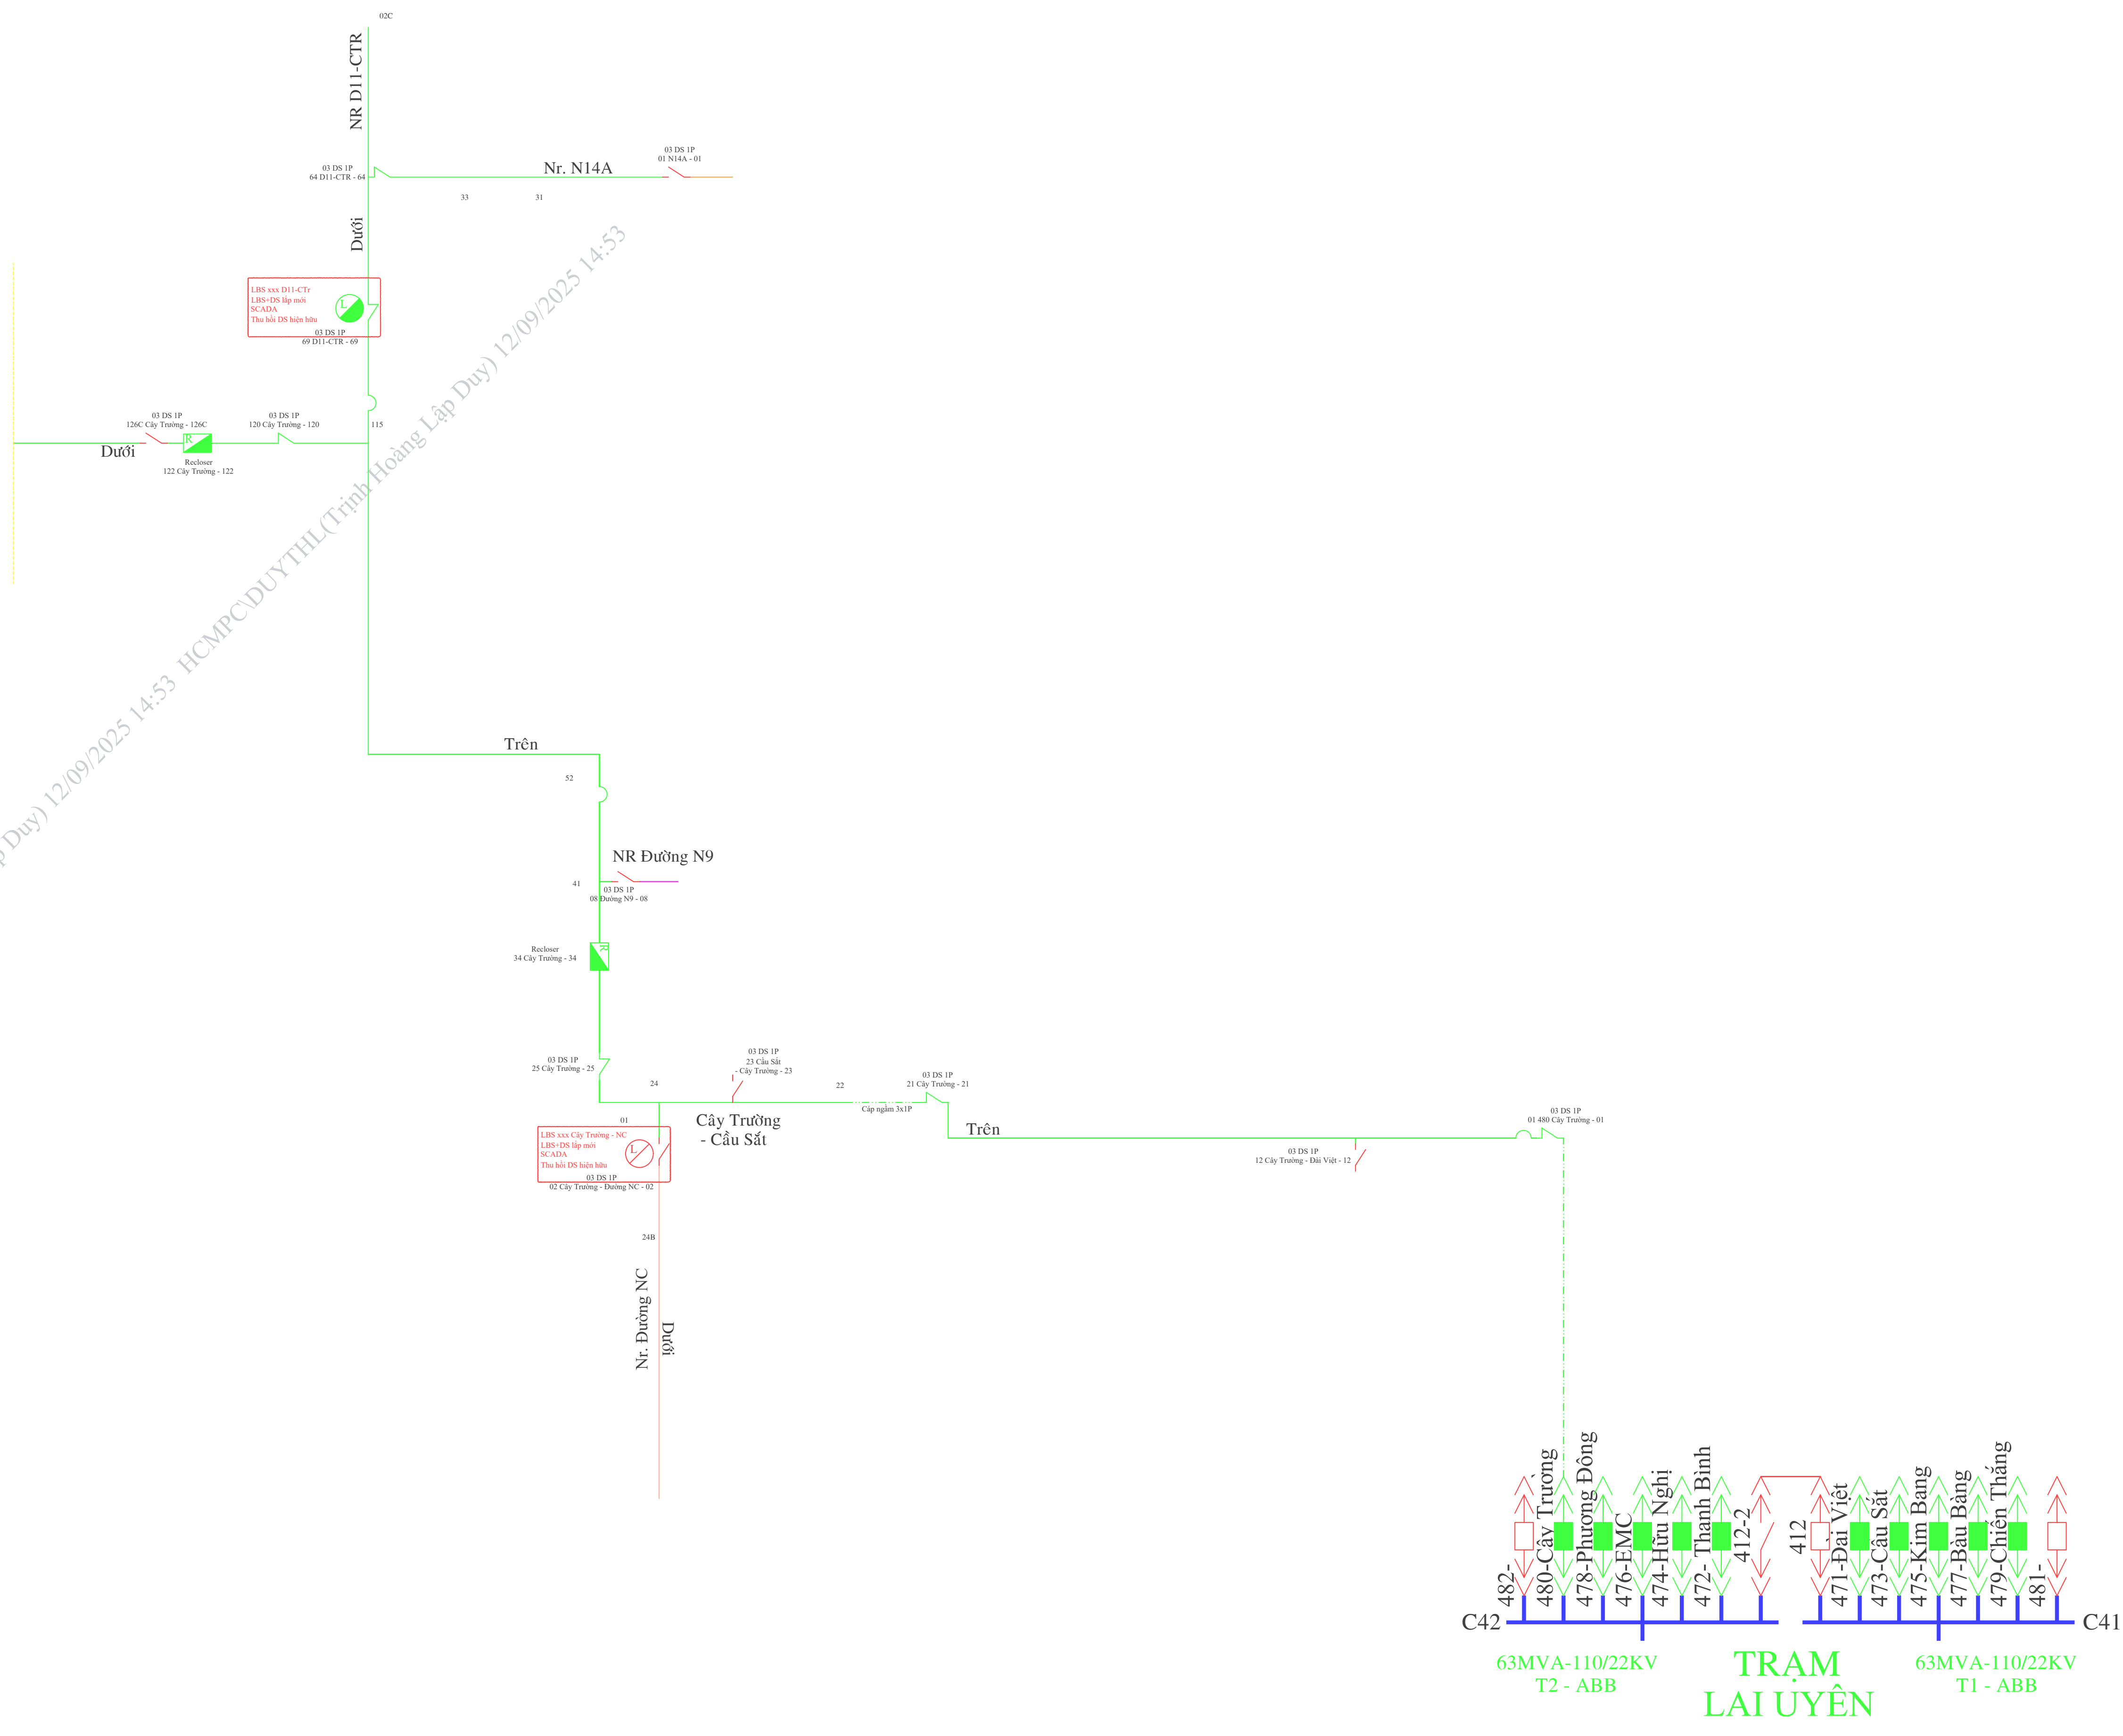 02C
NR D11-CTR
03 DS 1P
64 D11-CTR - 64
Nr. N14A
03 DS 1P
01 N14A - 01
33
31
Dưới
LBS xxx D11-CTr
LBS+DS lắp mới
SCADA
Thu hồi DS hiện hữu
L
03 DS 1P
69 D11-CTR - 69
03 DS 1P
126C Cây Trường - 126C
03 DS 1P
120 Cây Trường - 120
115
R
Dưới
Recloser
122 Cây Trường - 122
HCMPC\DUYTHL(Trịnh Hoàng Lập Duy) 12/09/2025 14:53
Duy) 12/09/2025 14:53
Trên
52
NR Đường N9
41
03 DS 1P
08 Đường N9 - 08
Recloser
34 Cây Trường - 34
R
03 DS 1P
25 Cây Trường - 25
03 DS 1P
23 Cầu Sắt
- Cây Trường - 23
24
22
03 DS 1P
21 Cây Trường - 21
Cáp ngầm 3x1P
01
Cây Trường
- Cầu Sắt
Trên
03 DS 1P
01 480 Cây Trường - 01
LBS xxx Cây Trường - NC
LBS+DS lắp mới
SCADA
Thu hồi DS hiện hữu
L
03 DS 1P
02 Cây Trường - Đường NC - 02
03 DS 1P
12 Cây Trường - Đài Việt - 12
24B
Nr. Đường NC
Dưới
482-
480-Cây Trường
478-Phương Đông
476-EMC
474-Hữu Nghị
472- Thanh Bình
412-2
412
471-Đài Việt
473-Cầu Sắt
475-Kim Bang
477-Bàu Bàng
479-Chiến Thắng
481-
C42
C41
63MVA-110/22KV
T2 - ABB
TRẠM
LAI UYÊN
63MVA-110/22KV
T1 - ABB